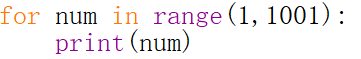 for num in range(1,1001):
    print(num)